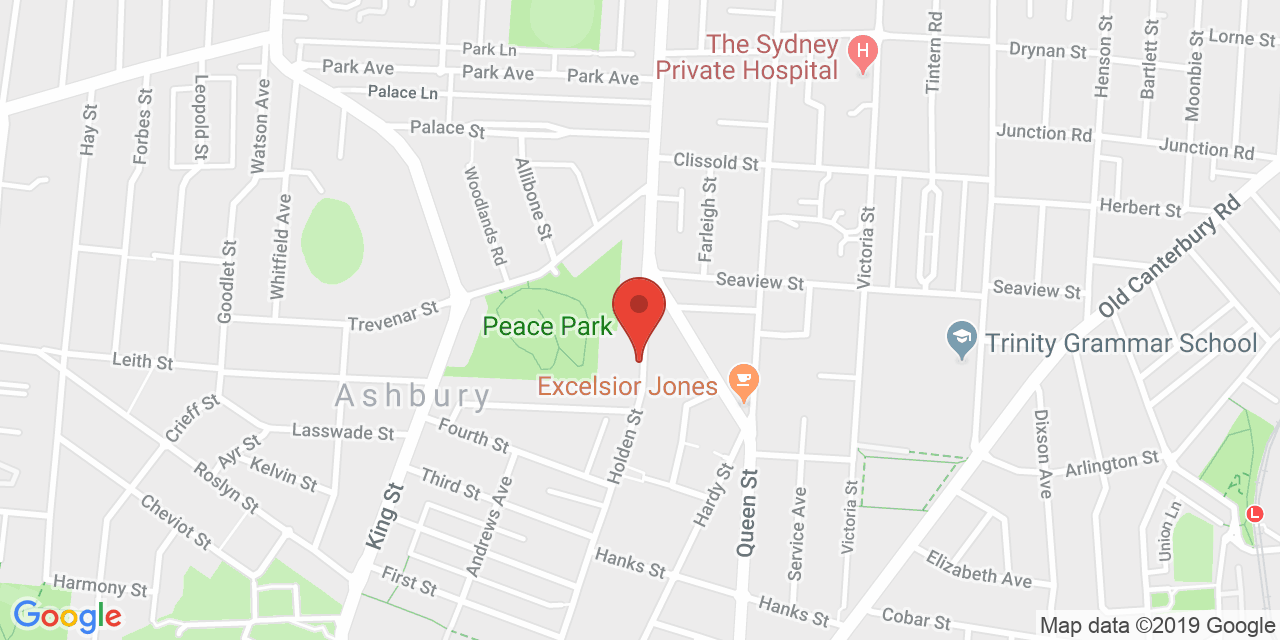 Park Ln
The Sydney
Private Hospital
H
Tintern Rd
Drynan St
Henson St
Bartlett St
Moonbie St
Lorne St
Park Ave
Park Ave
Park Ave
Palace Ln
Hay St
Forbes St
Leopold St
Watson Ave
Palace St
Junction Rd
Junction Rd
Clissold St
Woodlands Rd
Allibone St
Farleigh St
Victoria St
Herbert St
Old Canterbury Rd
Whitfield Ave
Goodlet St
Seaview St
Seaview St
Trevenar St
Peace Park
Trinity Grammar School
Leith St
Ashbury
Excelsior Jones
Crieff St
Ayr St
Lasswade St
Fourth St
Holden St
Dixson Ave
Arlington St
Roslyn St
Kelvin St
Third St
Andrews Ave
King St
Hardy St
Queen St
Service Ave
Victoria St
Union Ln
L
Cheviot St
Harmony St
First St
Hanks St
Hanks St
Elizabeth Ave
Cobar St
Google
Map data ©2019 Google